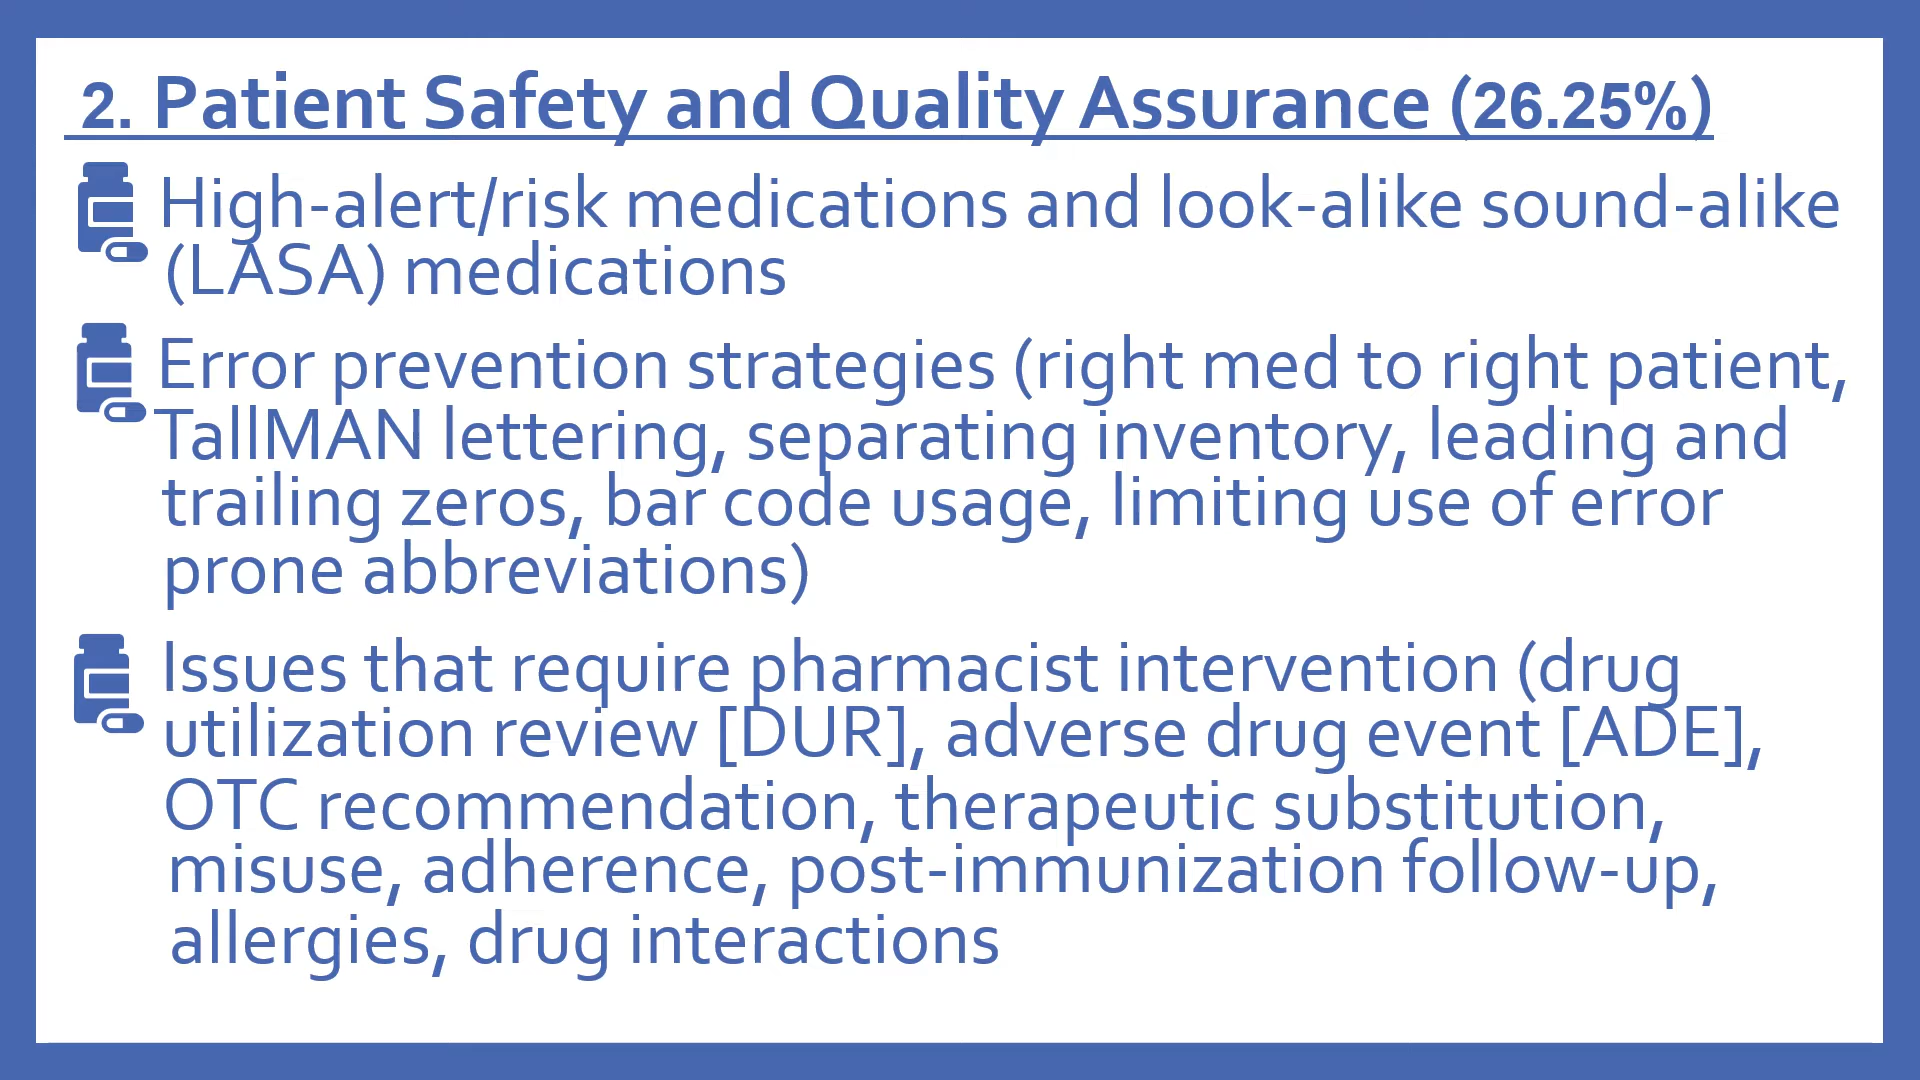 2. Patient Safety and Quality Assurance (26.25%)
High-alert/risk medications and look-alike sound-alike
(LASA) medications
Error prevention strategies (right med to right patient,
TallMAN lettering, separating inventory, leading and
trailing zeros, bar code usage, limiting use of error
prone abbreviations)
Issues that require pharmacist intervention (drug
utilization review [DUR], adverse drug event [ADE],
OTC recommendation, therapeutic substitution,
misuse, adherence, post-immunization follow-up,
allergies, drug interactions